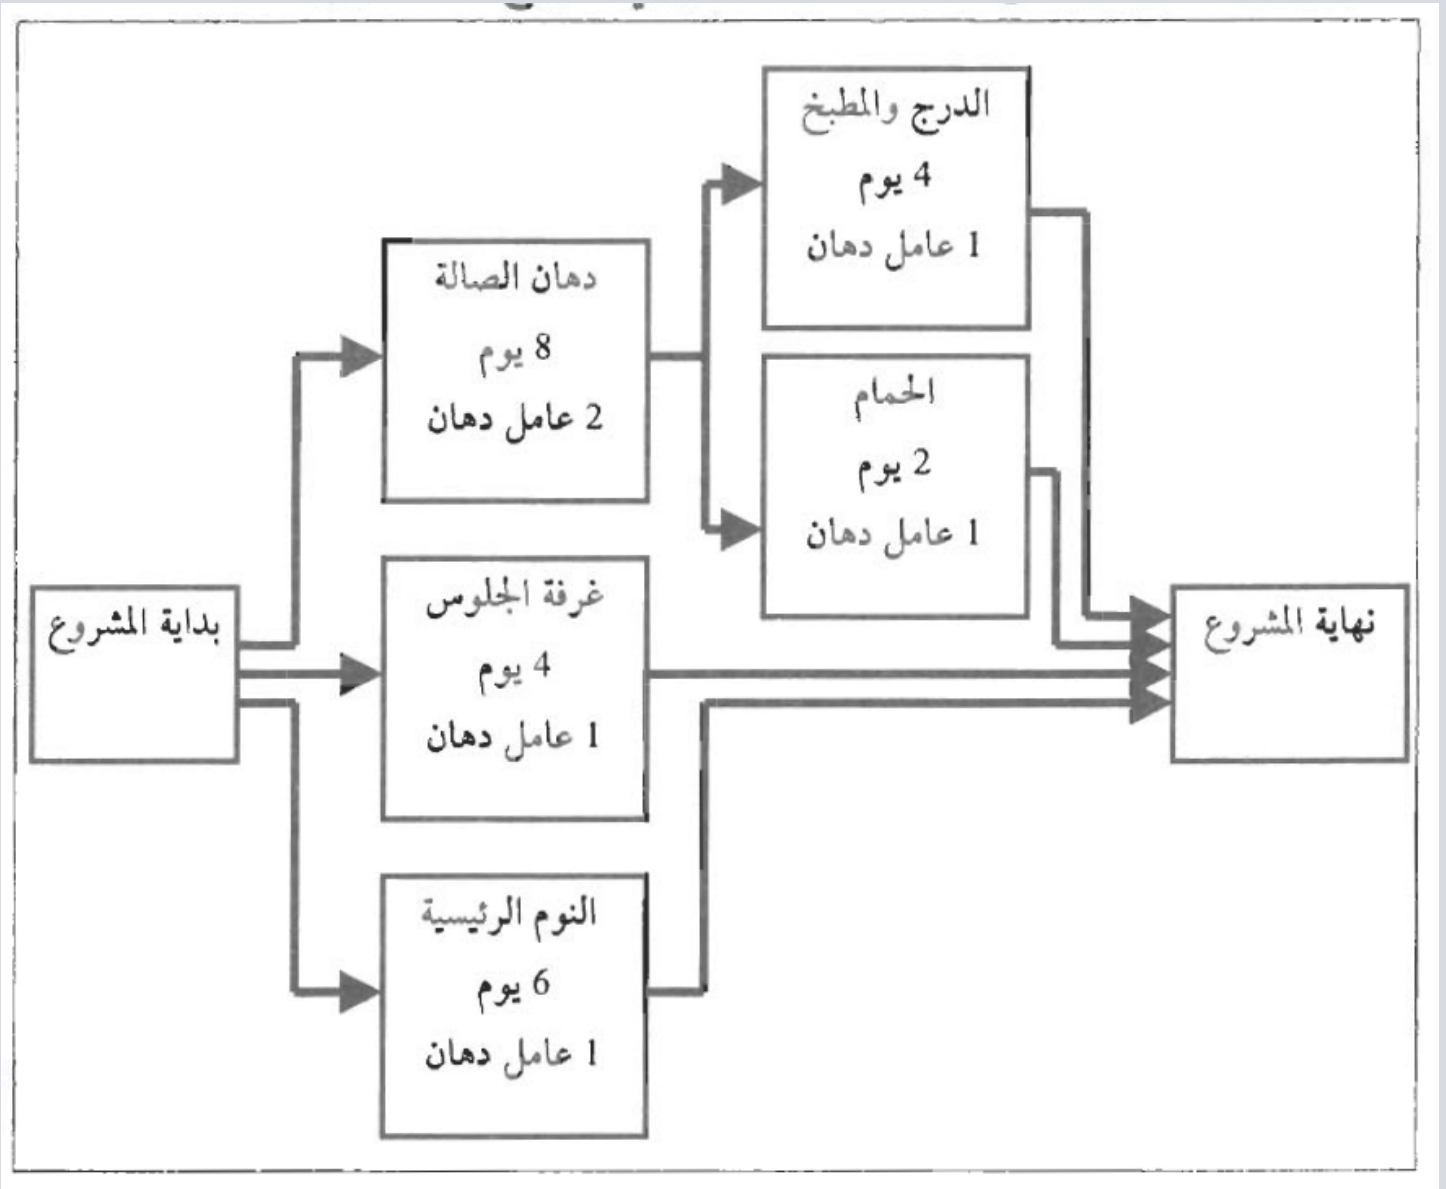 الدرج والمطبخ
4 يوم
1 عامل دهان
دهان الصالة
8 يوم
2 عامل دهان
الحمام
2 يوم
1 عامل دهان
غرفة الجلوس
4 يوم
1 عامل دهان
بداية المشروع
نهاية المشروع
النوم الرئيسية
6 يوم
1 عامل دهان